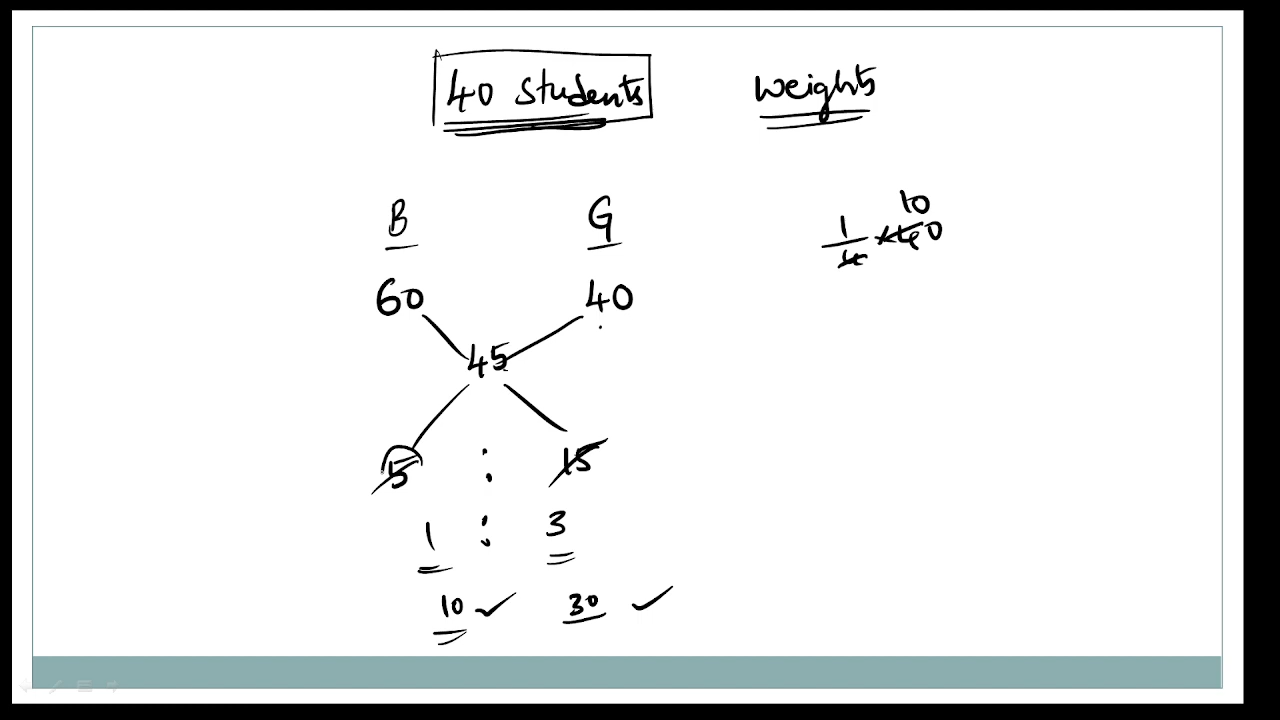 40 students weights
B G
60 40
1/4 × 40 10
45
5 : 15
1 : 3
10 ✓ 30 ✓